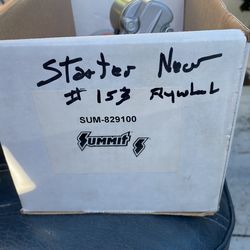 Starter New
# 153 Flywheel
SUM-829100
SUMMIT